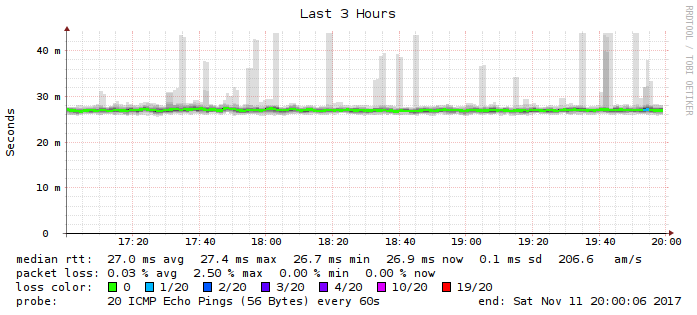 Last 3 Hours
RRDTOOL / TOBI OETIKER
Seconds
40 m
30 m
20 m
10 m
0
17:20 17:40 18:00 18:20 18:40 19:00 19:20 19:40 20:00
median rtt: 27.0 ms avg 27.4 ms max 26.7 ms min 26.9 ms now 0.1 ms sd 206.6 am/s
packet loss: 0.03 % avg 2.50 % max 0.00 % min 0.00 % now
loss color: 0 1/20 2/20 3/20 4/20 10/20 19/20
probe: 20 ICMP Echo Pings (56 Bytes) every 60s end: Sat Nov 11 20:00:06 2017